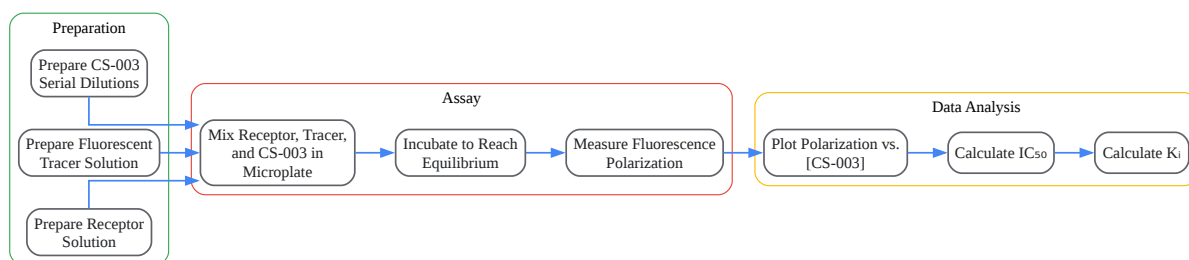 Preparation
Prepare CS-003
Serial Dilutions
Prepare Fluorescent
Tracer Solution
Prepare Receptor
Solution
Assay
Mix Receptor, Tracer,
and CS-003 in
Microplate
Incubate to Reach
Equilibrium
Measure Fluorescence
Polarization
Data Analysis
Plot Polarization vs.
[CS-003]
Calculate IC₅₀
Calculate Kᵢ